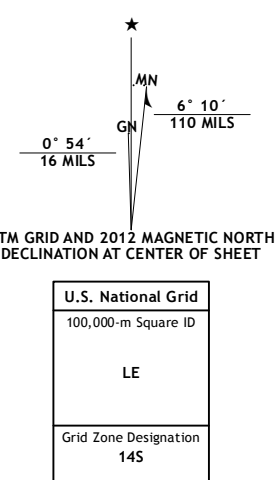 ★
MN
GN
6° 10´
110 MILS
0° 54´
16 MILS
TM GRID AND 2012 MAGNETIC NORTH
DECLINATION AT CENTER OF SHEET
U.S. National Grid
100,000-m Square ID
LE
Grid Zone Designation
14S